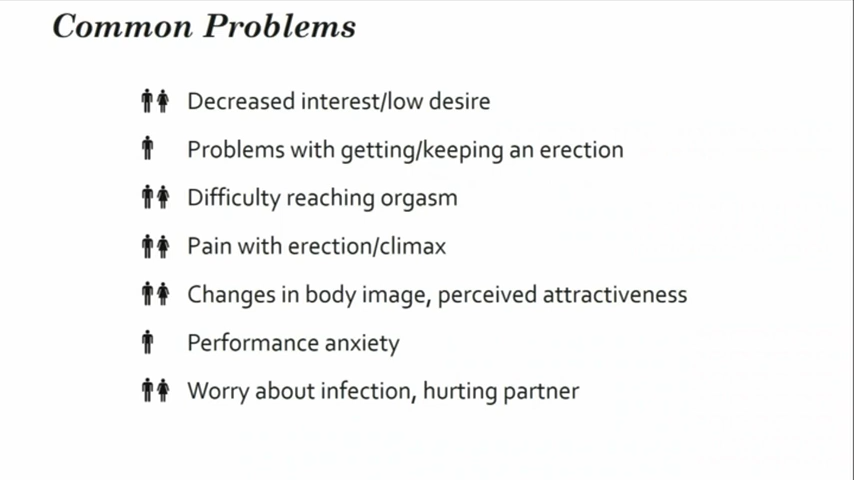 Common Problems
Decreased interest/low desire
Problems with getting/keeping an erection
Difficulty reaching orgasm
Pain with erection/climax
Changes in body image, perceived attractiveness
Performance anxiety
Worry about infection, hurting partner